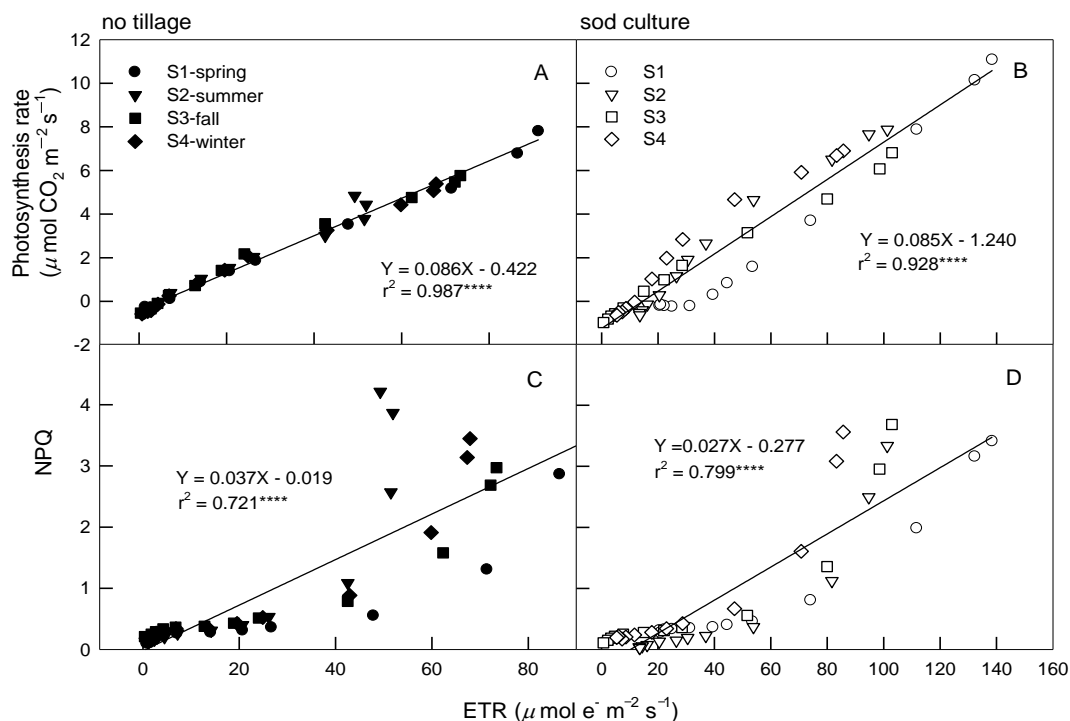 no tillage
sod culture
Photosynthesis rate
(μ mol CO₂ m⁻² s⁻¹)
12
10
8
6
4
2
0
-2
S1-spring
S2-summer
S3-fall
S4-winter
A
Y = 0.086X - 0.422
r² = 0.987****
S1
S2
S3
S4
B
Y = 0.085X - 1.240
r² = 0.928****
NPQ
4
3
2
1
0
C
Y = 0.037X - 0.019
r² = 0.721****
D
Y =0.027X - 0.277
r² = 0.799****
0 20 40 60 80
0 20 40 60 80 100 120 140 160
ETR (μ mol e⁻ m⁻² s⁻¹)